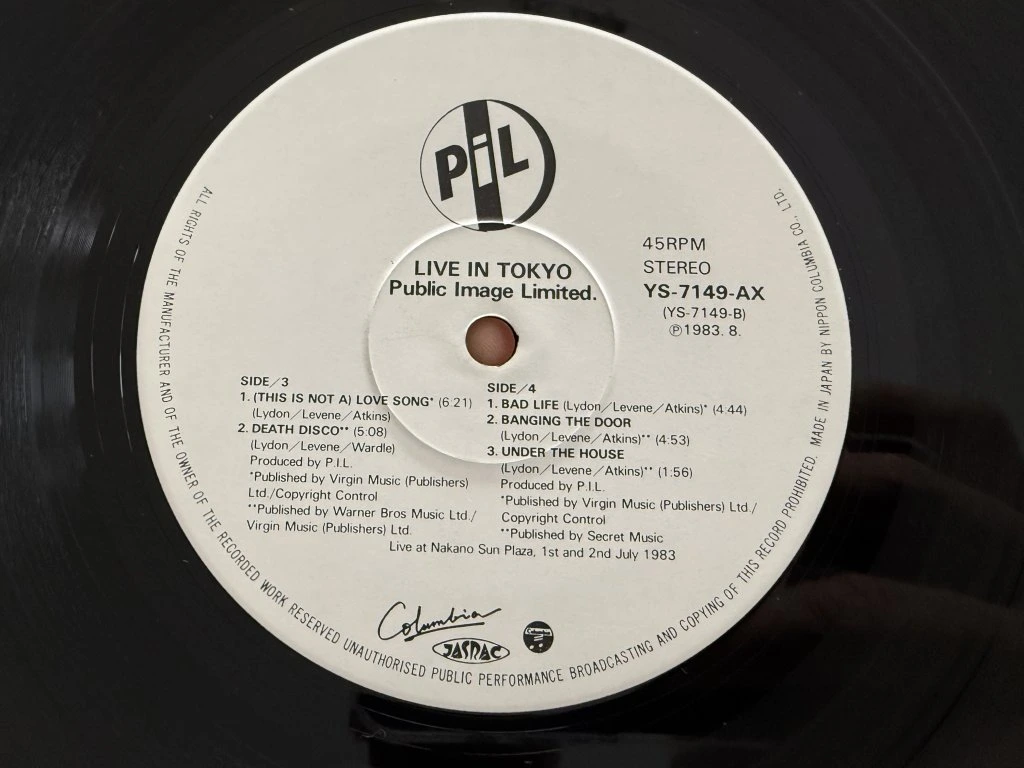 PiL
LIVE IN TOKYO
Public Image Limited.
45RPM
STEREO
YS-7149-AX
(YS-7149-B)
Ⓟ1983. 8.
SIDE/3
1. (THIS IS NOT A) LOVE SONG* (6:21)
(Lydon/Levene/Atkins)
2. DEATH DISCO** (5:08)
(Lydon/Levene/Wardle)
Produced by P.I.L.
*Published by Virgin Music (Publishers)
Ltd./Copyright Control
**Published by Warner Bros Music Ltd./
Virgin Music (Publishers) Ltd.
SIDE/4
1. BAD LIFE (Lydon/Levene/Atkins)* (4:44)
2. BANGING THE DOOR
(Lydon/Levene/Atkins)** (4:53)
3. UNDER THE HOUSE
(Lydon/Levene/Atkins)** (1:56)
Produced by P.I.L.
*Published by Virgin Music (Publishers) Ltd./
Copyright Control
**Published by Secret Music
Live at Nakano Sun Plaza, 1st and 2nd July 1983
Columbia
JASRAC
ALL RIGHTS OF THE MANUFACTURER AND OF THE OWNER OF THE RECORDED WORK RESERVED UNAUTHORISED PUBLIC PERFORMANCE BROADCASTING AND COPYING OF THIS RECORD PROHIBITED. MADE IN JAPAN BY NIPPON COLUMBIA CO., LTD.